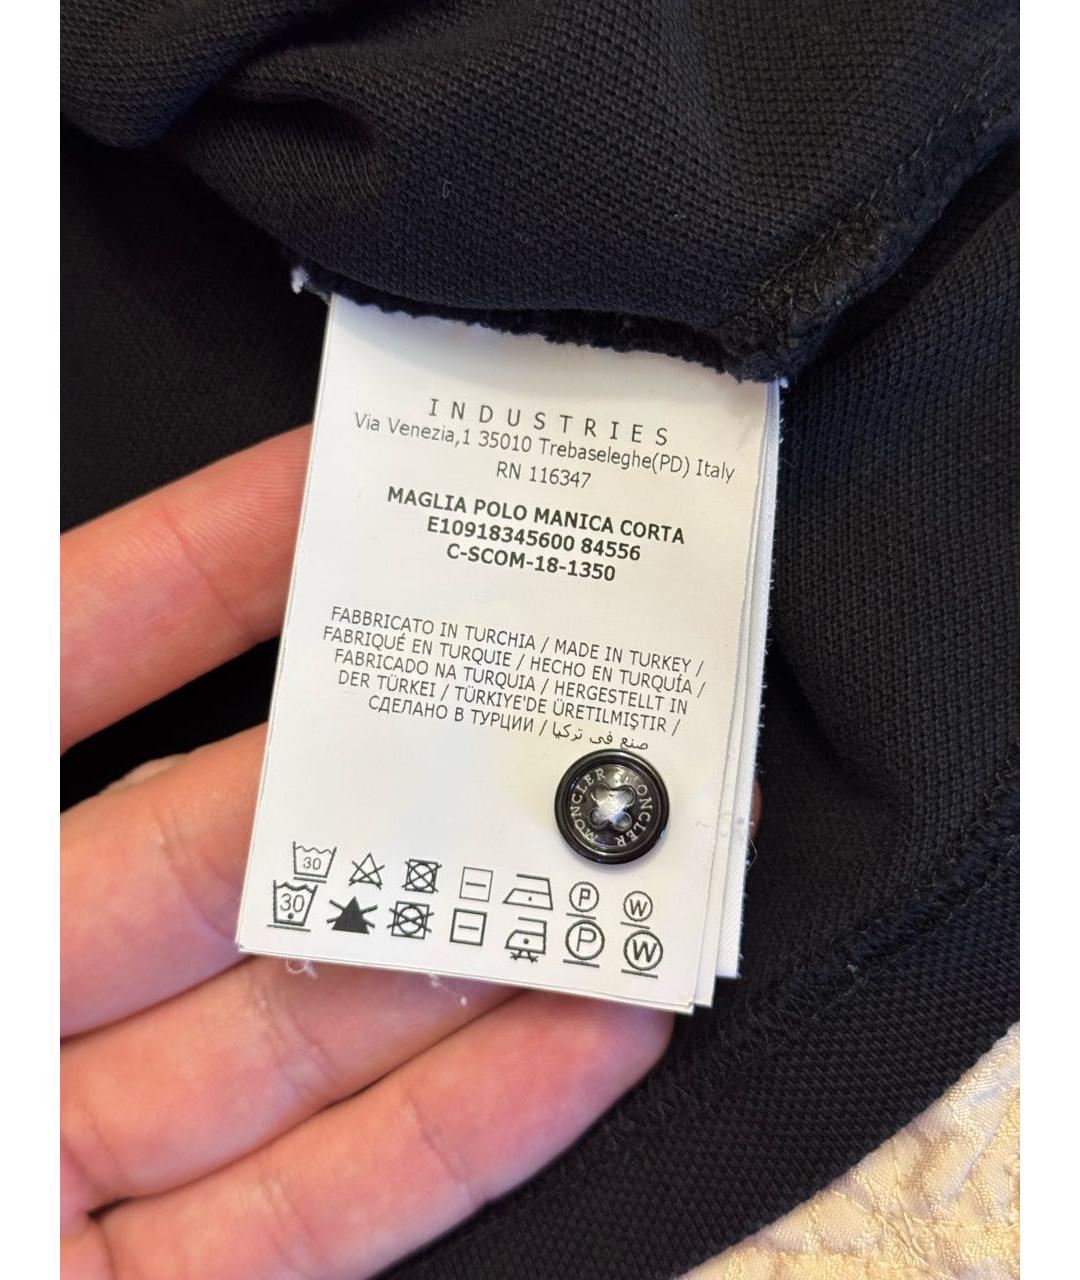 INDUSTRIES
Via Venezia,1 35010 Trebaseleghe(PD) Italy
RN 116347
MAGLIA POLO MANICA CORTA
E10918345600 84556
C-SCOM-18-1350
FABBRICATO IN TURCHIA / MADE IN TURKEY /
FABRIQUÉ EN TURQUIE / HECHO EN TURQUÍA /
FABRICADO NA TURQUIA / HERGESTELLT IN
DER TÜRKEI / TÜRKIYE'DE ÜRETILMIŞTIR /
СДЕЛАНО В ТУРЦИИ / صنع في تركيا
MONCLER MONCLER
30 P W
30 P W